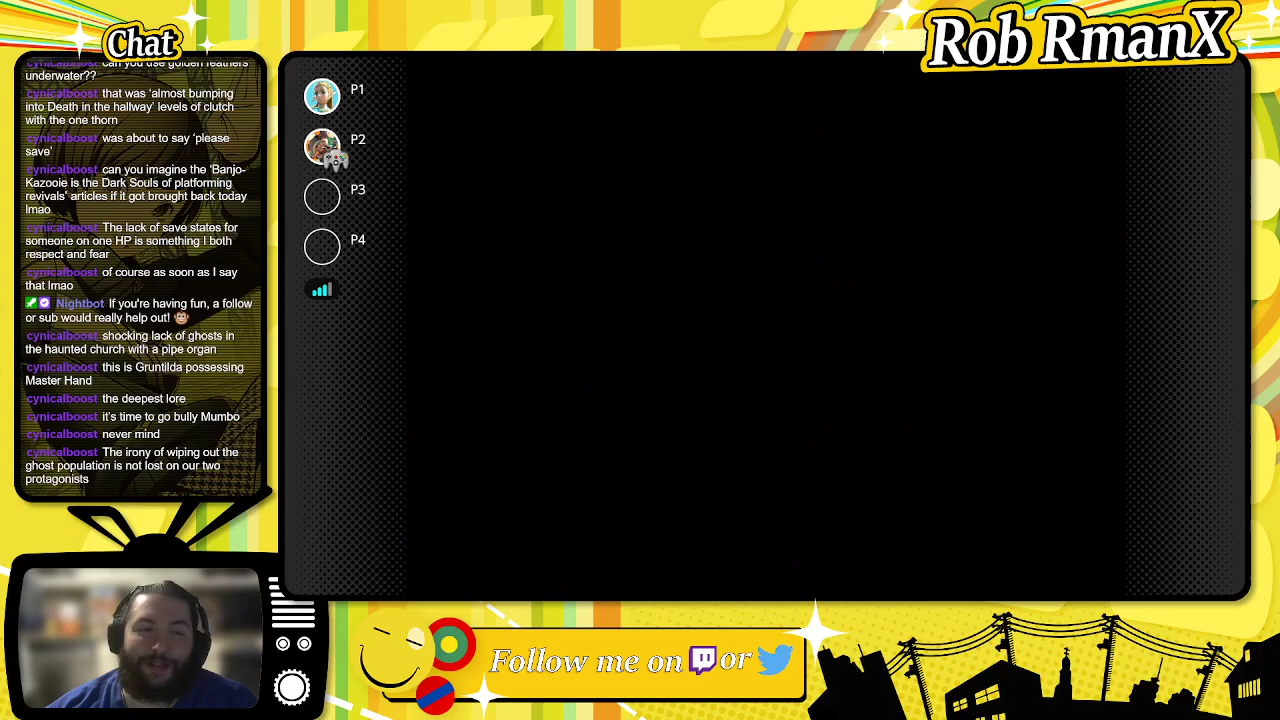 Chat
Rob RmanX
cynicalboost can you use golden feathers
underwater??
cynicalboost that was 'almost bumping
into Death in the hallway' levels of clutch
with the one thorn
cynicalboost was about to say 'please
save'
cynicalboost can you imagine the 'Banjo-
Kazooie is the Dark Souls of platforming
revivals' articles if it got brought back today
lmao
cynicalboost The lack of save states for
someone on one HP is something I both
respect and fear
cynicalboost of course as soon as I say
that lmao
Nightbot If you're having fun, a follow
or sub would really help out!
cynicalboost shocking lack of ghosts in
the haunted church with a pipe organ
cynicalboost this is Gruntilda possessing
Master Hand
cynicalboost the deepest lore
cynicalboost it's time to go bully Mumbo
cynicalboost never mind
cynicalboost The irony of wiping out the
ghost population is not lost on our two
protagonists
P1
P2
P3
P4
Follow me on or